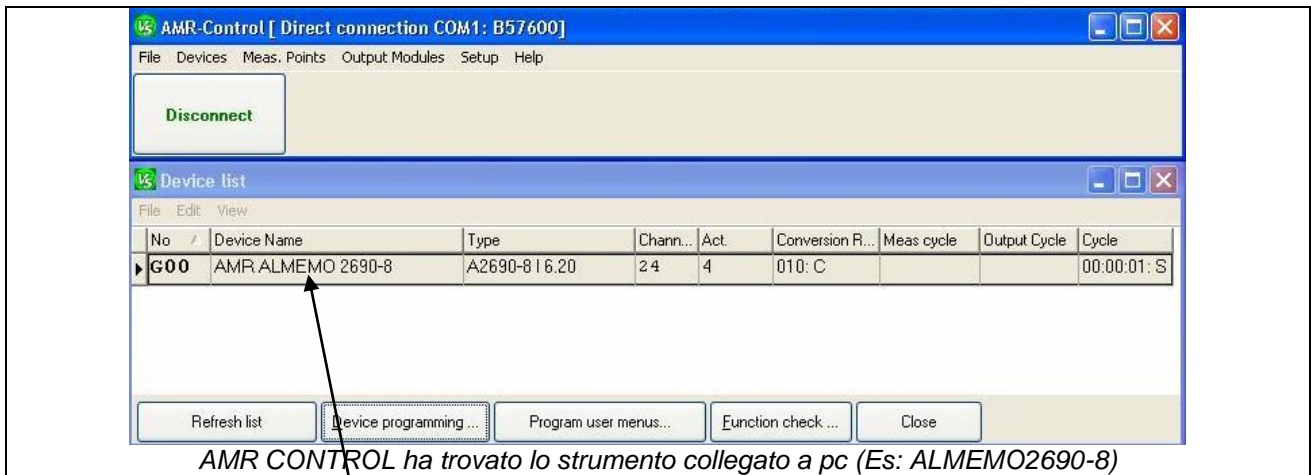 AMR-Control [ Direct connection COM1: B57600]
File Devices Meas. Points Output Modules Setup Help
Disconnect
Device list
File Edit View
No Device Name Type Chann... Act. Conversion R... Meas cycle Output Cycle Cycle
G00 AMR ALMEMO 2690-8 A2690-8 I 6.20 24 4 010: C 00:00:01: S
Refresh list Device programming ... Program user menus... Function check ... Close
AMR CONTROL ha trovato lo strumento collegato a pc (Es: ALMEMO2690-8)